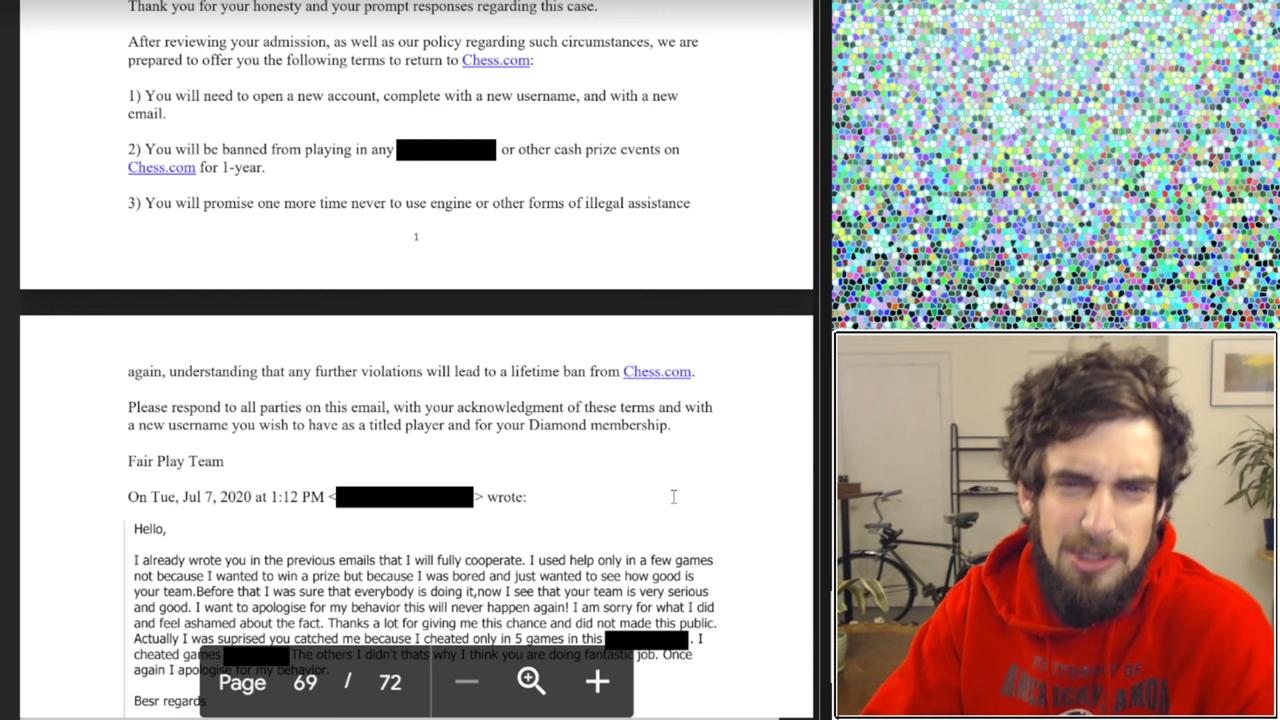 Thank you for your honesty and your prompt responses regarding this case.
After reviewing your admission, as well as our policy regarding such circumstances, we are
prepared to offer you the following terms to return to Chess.com:
1) You will need to open a new account, complete with a new username, and with a new
email.
2) You will be banned from playing in any or other cash prize events on
Chess.com for 1-year.
3) You will promise one more time never to use engine or other forms of illegal assistance
1
again, understanding that any further violations will lead to a lifetime ban from Chess.com.
Please respond to all parties on this email, with your acknowledgment of these terms and with
a new username you wish to have as a titled player and for your Diamond membership.
Fair Play Team
On Tue, Jul 7, 2020 at 1:12 PM < > wrote:
Hello,
I already wrote you in the previous emails that I will fully cooperate. I used help only in a few games
not because I wanted to win a prize but because I was bored and just wanted to see how good is
your team.Before that I was sure that everybody is doing it,now I see that your team is very serious
and good. I want to apologise for my behavior this will never happen again! I am sorry for what I did
and feel ashamed about the fact. Thanks a lot for giving me this chance and did not made this public.
Actually I was suprised you catched me because I cheated only in 5 games in this . I
cheated games The others I didn't thats why I think you are doing fantastic job. Once
again I apologise for my behavior.
Besr regards
Page 69 / 72
UNIVERSITY OF
AMERICAN SAMOA